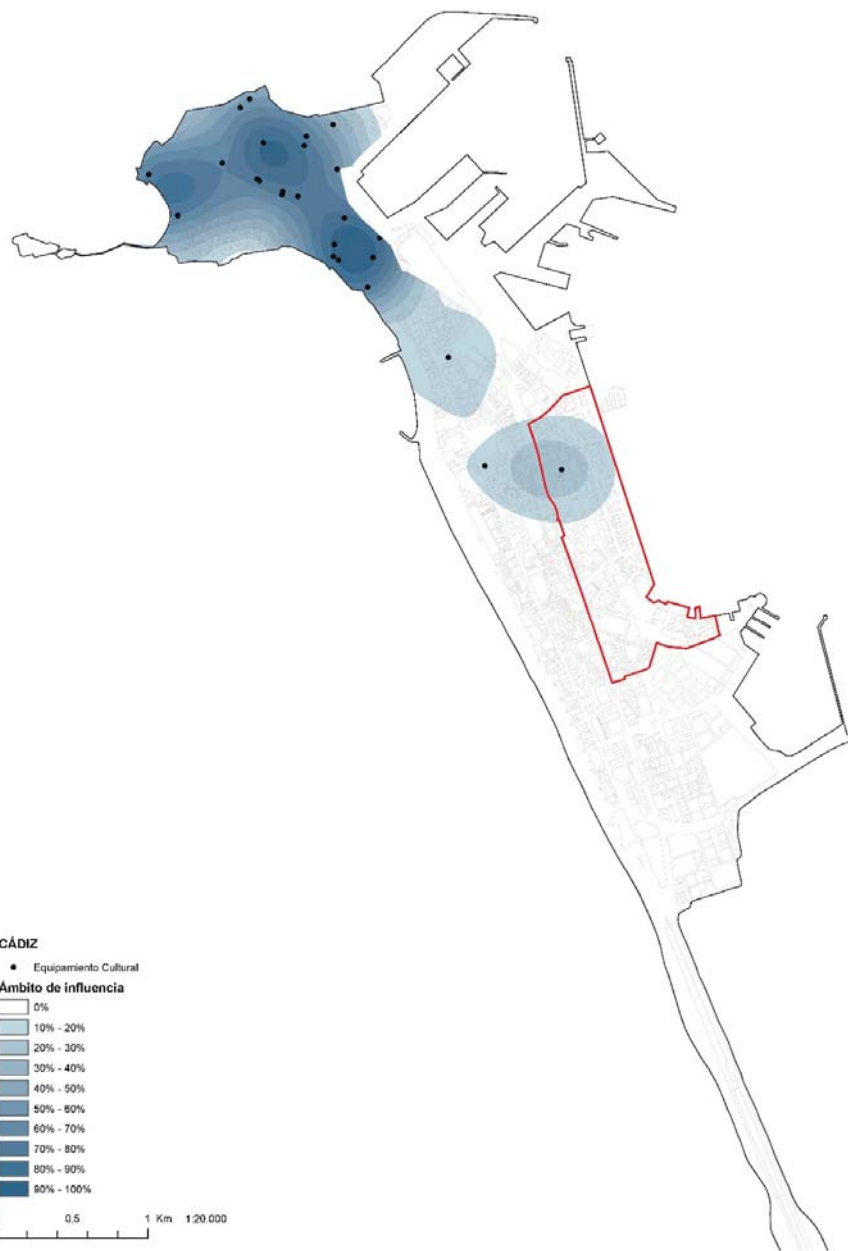 CÁDIZ
Equipamiento Cultural
Ámbito de influencia
0%
10% - 20%
20% - 30%
30% - 40%
40% - 50%
50% - 60%
60% - 70%
70% - 80%
80% - 90%
90% - 100%
0,5 1 Km 1:20.000